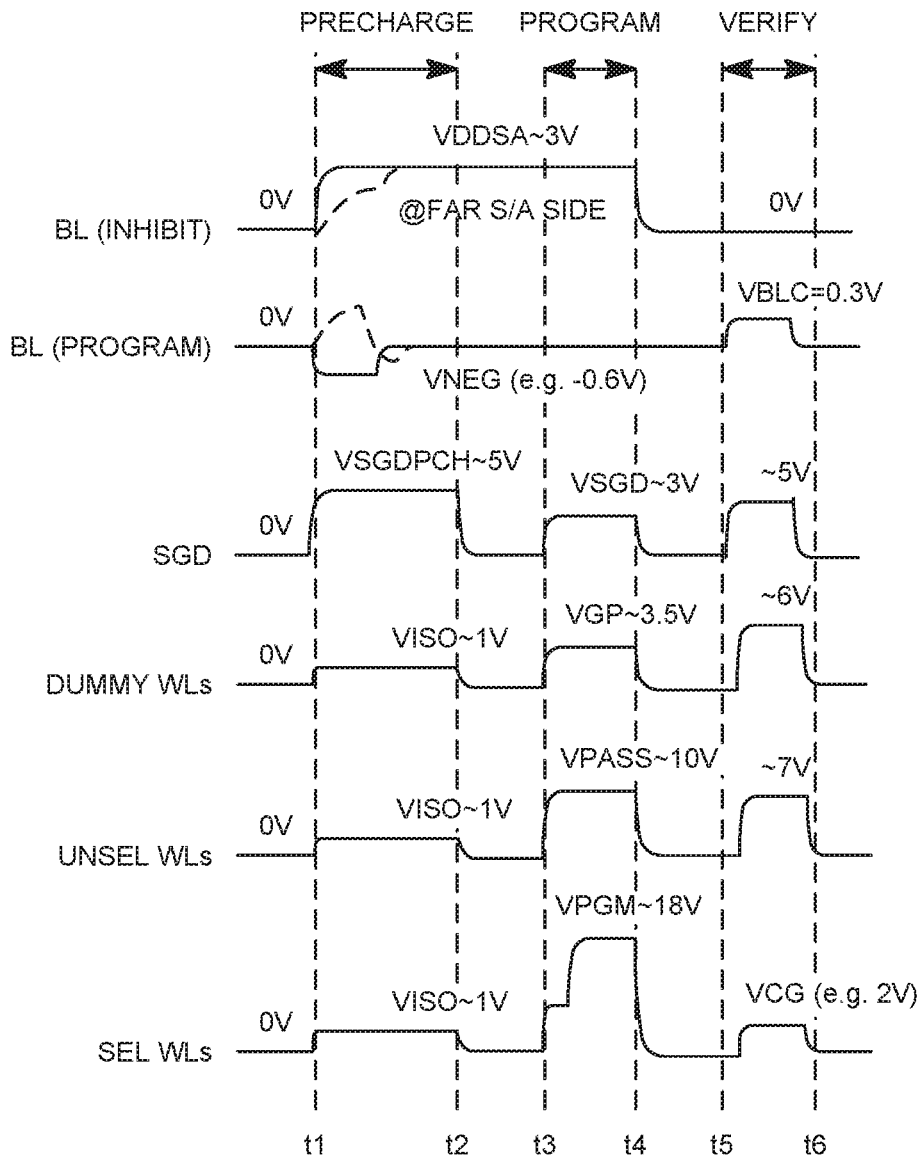 PRECHARGE PROGRAM VERIFY
VDDSA~3V
0V
@FAR S/A SIDE
0V
BL (INHIBIT)
VBLC=0.3V
0V
BL (PROGRAM)
VNEG (e.g. -0.6V)
VSGDPCH~5V
VSGD~3V
~5V
0V
SGD
VISO~1V
VGP~3.5V
~6V
0V
DUMMY WLs
VPASS~10V
~7V
VISO~1V
0V
UNSEL WLs
VPGM~18V
VISO~1V
VCG (e.g. 2V)
0V
SEL WLs
t1 t2 t3 t4 t5 t6